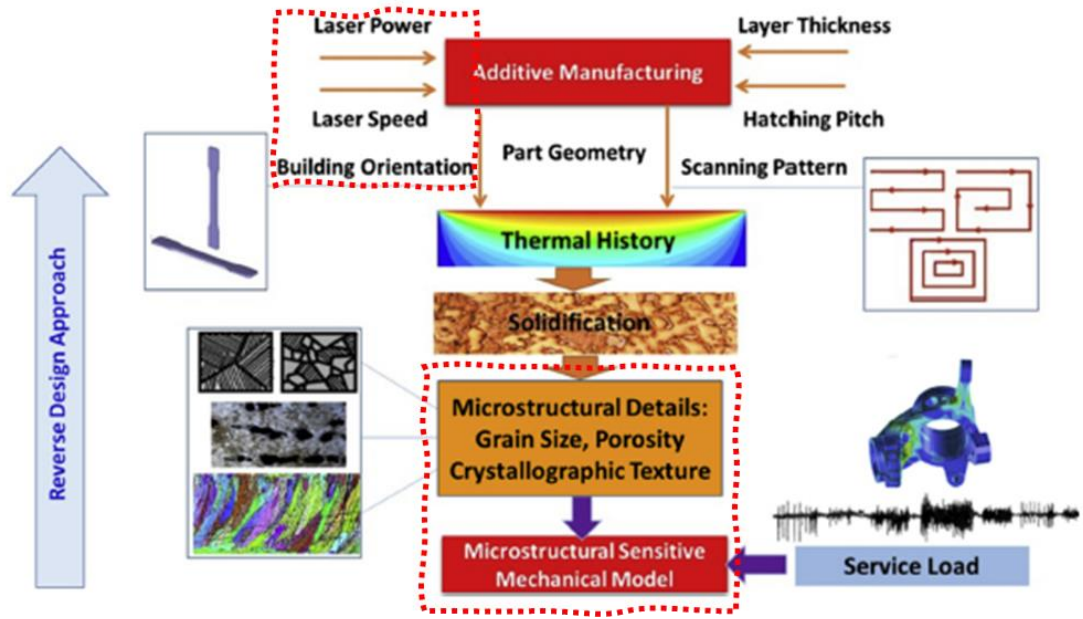 Laser Power
Layer Thickness
Additive Manufacturing
Laser Speed
Hatching Pitch
Building Orientation
Part Geometry
Scanning Pattern
Thermal History
Solidification
Reverse Design Approach
Microstructural Details:
Grain Size, Porosity
Crystallographic Texture
Microstructural Sensitive
Mechanical Model
Service Load